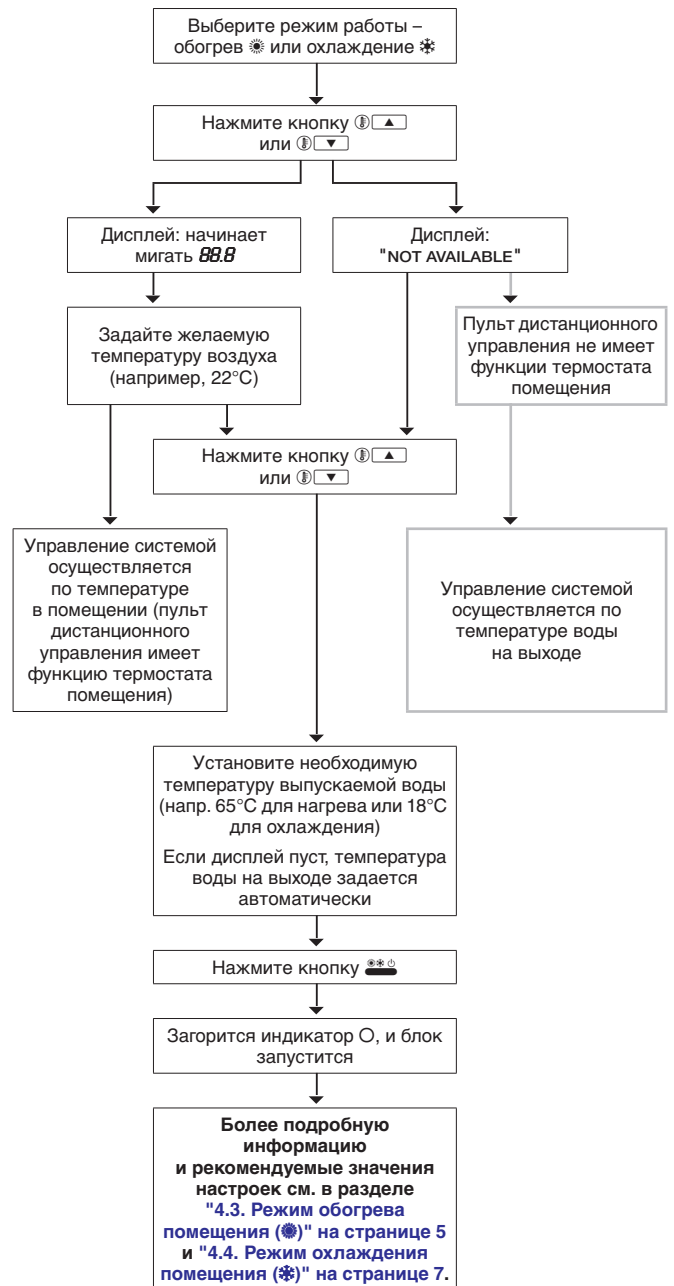 Выберите режим работы –
обогрев ☀ или охлаждение ❄
Нажмите кнопку ▲
или ▼
Дисплей: начинает
мигать 88.8
Дисплей:
"NOT AVAILABLE"
Задайте желаемую
температуру воздуха
(например, 22°C)
Пульт дистанционного
управления не имеет
функции термостата
помещения
Нажмите кнопку ▲
или ▼
Управление системой
осуществляется
по температуре
в помещении (пульт
дистанционного
управления имеет
функцию термостата
помещения)
Управление системой
осуществляется по
температуре воды
на выходе
Установите необходимую
температуру выпускаемой воды
(напр. 65°C для нагрева или 18°C
для охлаждения)
Если дисплей пуст, температура
воды на выходе задается
автоматически
Нажмите кнопку
Загорится индикатор O, и блок
запустится
Более подробную
информацию
и рекомендуемые значения
настроек см. в разделе
"4.3. Режим обогрева
помещения (☀)" на странице 5
и "4.4. Режим охлаждения
помещения (❄)" на странице 7.